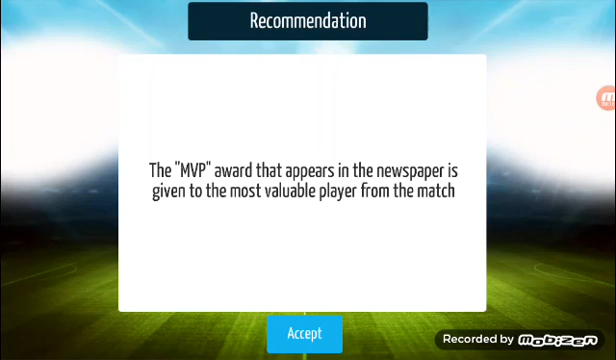 Recommendation
The "MVP" award that appears in the newspaper is
given to the most valuable player from the match
Accept
Recorded by mobizen